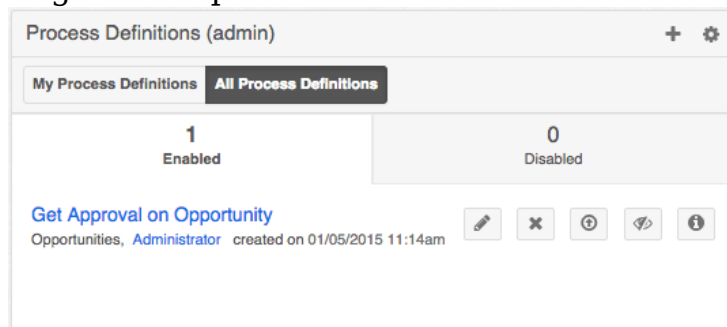 Process Definitions (admin)
My Process Definitions All Process Definitions
1
Enabled
0
Disabled
Get Approval on Opportunity
Opportunities, Administrator created on 01/05/2015 11:14am